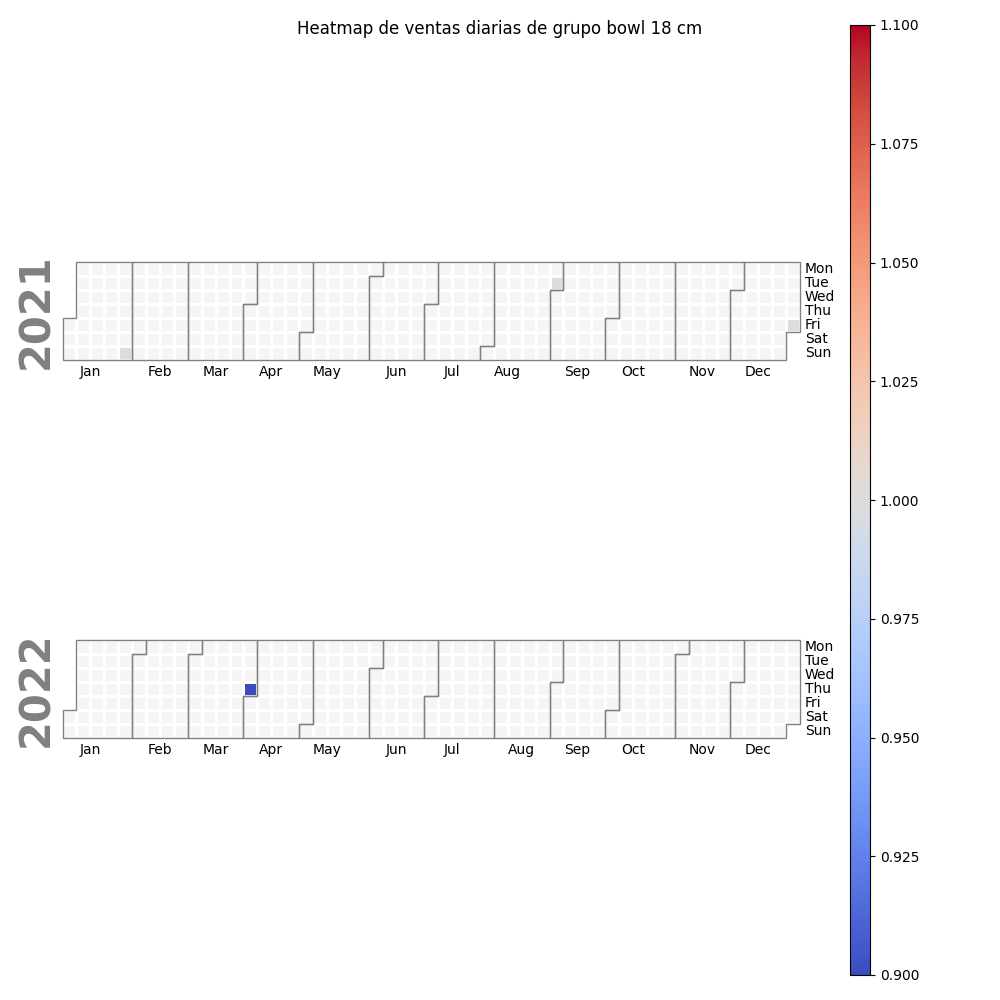 Heatmap de ventas diarias de grupo bowl 18 cm
2021
Mon
Tue
Wed
Thu
Fri
Sat
Sun
Jan Feb Mar Apr May Jun Jul Aug Sep Oct Nov Dec
2022
Mon
Tue
Wed
Thu
Fri
Sat
Sun
Jan Feb Mar Apr May Jun Jul Aug Sep Oct Nov Dec
1.100
1.075
1.050
1.025
1.000
0.975
0.950
0.925
0.900